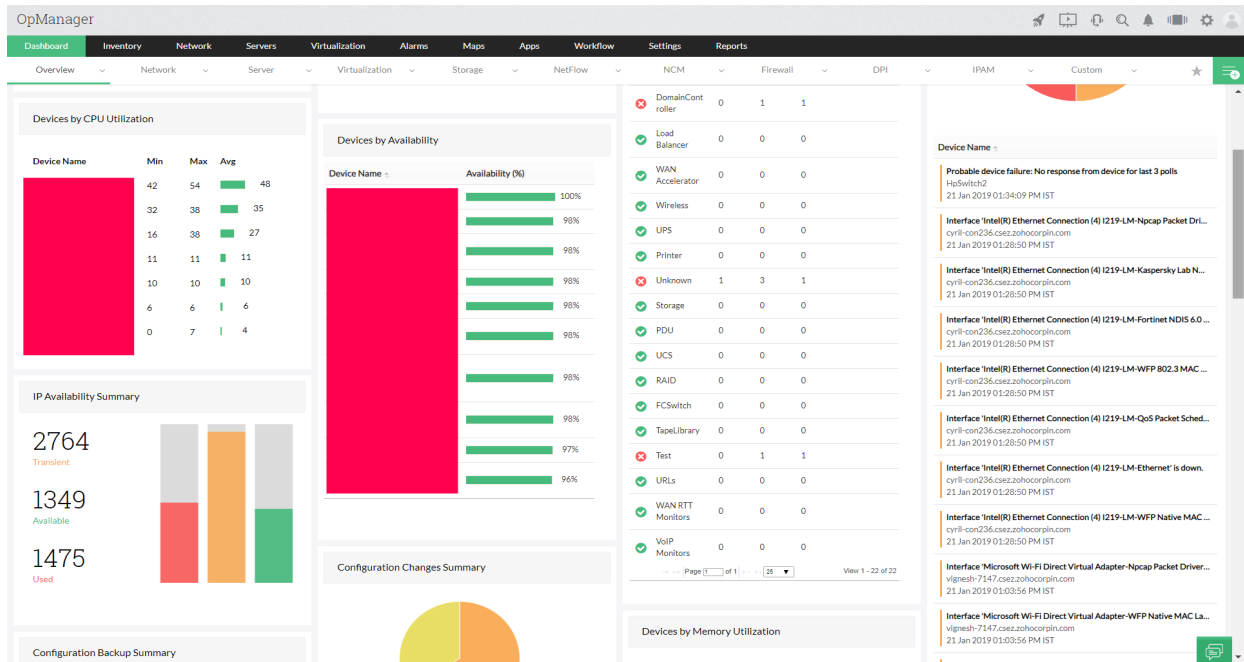 OpManager
Dashboard Inventory Network Servers Virtualization Alarms Maps Apps Workflow Settings Reports
Overview Network Server Virtualization Storage NetFlow NCM Firewall DPI IPAM Custom
Devices by CPU Utilization
Device Name Min Max Avg
42 54 48
32 38 35
16 38 27
11 11 11
10 10 10
6 6 6
0 7 4
IP Availability Summary
2764
Transient
1349
Available
1475
Used
Configuration Backup Summary
Devices by Availability
Device Name Availability (%)
100%
98%
98%
98%
98%
98%
98%
98%
97%
96%
Configuration Changes Summary
DomainCont
roller 0 1 1
Load
Balancer 0 0 0
WAN
Accelerator 0 0 0
Wireless 0 0 0
UPS 0 0 0
Printer 0 0 0
Unknown 1 3 1
Storage 0 0 0
PDU 0 0 0
UCS 0 0 0
RAID 0 0 0
FCSwitch 0 0 0
TapeLibrary 0 0 0
Test 0 1 1
URLs 0 0 0
WAN RTT
Monitors 0 0 0
VoIP
Monitors 0 0 0
Page 1 of 1 25 View 1 - 22 of 22
Devices by Memory Utilization
Device Name
Probable device failure: No response from device for last 3 polls
HpSwitch2
21 Jan 2019 01:34:09 PM IST
Interface 'Intel(R) Ethernet Connection (4) I219-LM-Npcap Packet Dri...
cyril-con236.csez.zohocorpin.com
21 Jan 2019 01:28:50 PM IST
Interface 'Intel(R) Ethernet Connection (4) I219-LM-Kaspersky Lab N...
cyril-con236.csez.zohocorpin.com
21 Jan 2019 01:28:50 PM IST
Interface 'Intel(R) Ethernet Connection (4) I219-LM-Fortinet NDIS 6.0 ...
cyril-con236.csez.zohocorpin.com
21 Jan 2019 01:28:50 PM IST
Interface 'Intel(R) Ethernet Connection (4) I219-LM-WFP 802.3 MAC ...
cyril-con236.csez.zohocorpin.com
21 Jan 2019 01:28:50 PM IST
Interface 'Intel(R) Ethernet Connection (4) I219-LM-QoS Packet Sched...
cyril-con236.csez.zohocorpin.com
21 Jan 2019 01:28:50 PM IST
Interface 'Intel(R) Ethernet Connection (4) I219-LM-Ethernet' is down.
cyril-con236.csez.zohocorpin.com
21 Jan 2019 01:28:50 PM IST
Interface 'Intel(R) Ethernet Connection (4) I219-LM-WFP Native MAC ...
cyril-con236.csez.zohocorpin.com
21 Jan 2019 01:28:50 PM IST
Interface 'Microsoft Wi-Fi Direct Virtual Adapter-Npcap Packet Driver...
vignesh-7147.csez.zohocorpin.com
21 Jan 2019 01:03:56 PM IST
Interface 'Microsoft Wi-Fi Direct Virtual Adapter-WFP Native MAC La...
vignesh-7147.csez.zohocorpin.com
21 Jan 2019 01:03:56 PM IST